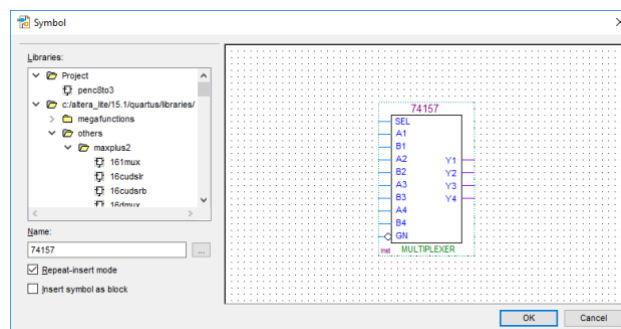 Symbol
Libraries:
Project
penc8to3
c:/altera_lite/15.1/quartus/libraries/
megafunctions
others
maxplus2
161mux
16cudslr
16cudsrb
16dmux
Name:
74157
...
Repeat-insert mode
Insert symbol as block
74157
SEL
A1
B1
A2
Y1
B2
Y2
A3
Y3
B3
Y4
A4
B4
GN
inst
MULTIPLEXER
OK
Cancel